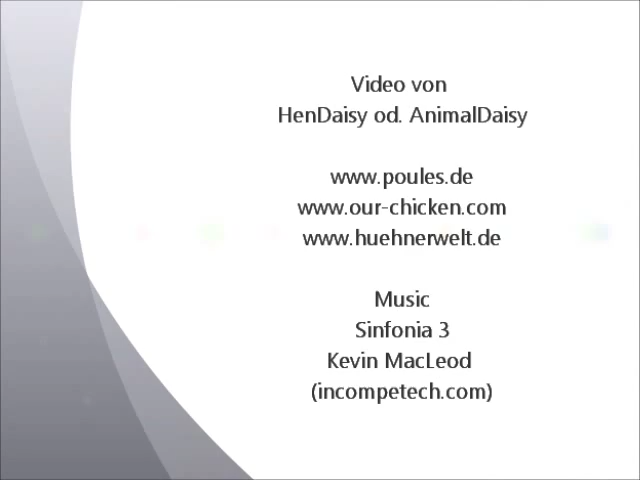 Video von
HenDaisy od. AnimalDaisy
www.poules.de
www.our-chicken.com
www.huehnerwelt.de
Music
Sinfonia 3
Kevin MacLeod
(incompetech.com)